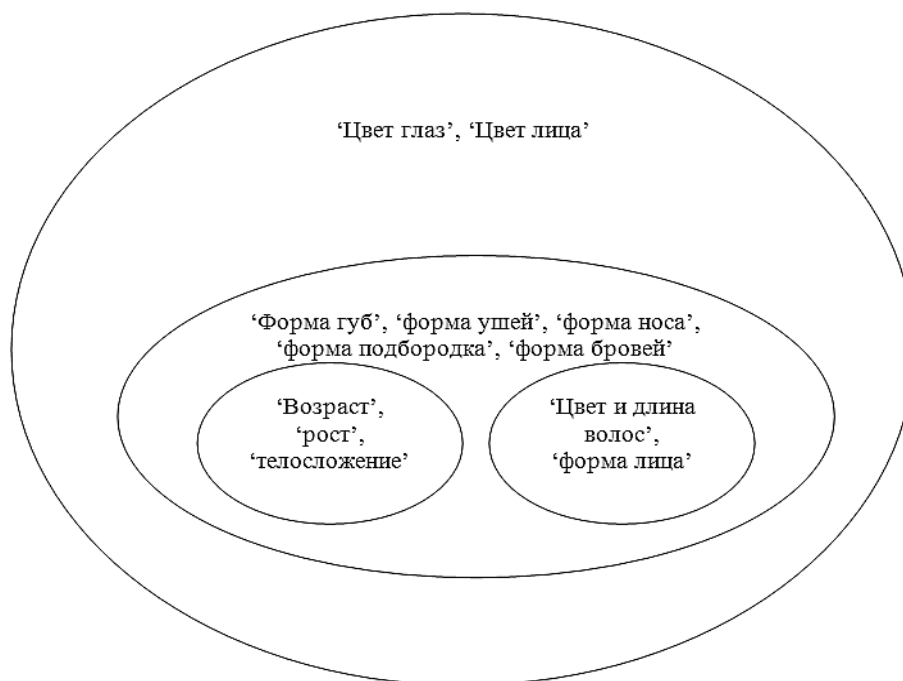 ‘Цвет глаз’, ‘Цвет лица’
‘Форма губ’, ‘форма ушей’, ‘форма носа’,
‘форма подбородка’, ‘форма бровей’
‘Возраст’,
‘рост’,
‘телосложение’
‘Цвет и длина
волос’,
‘форма лица’